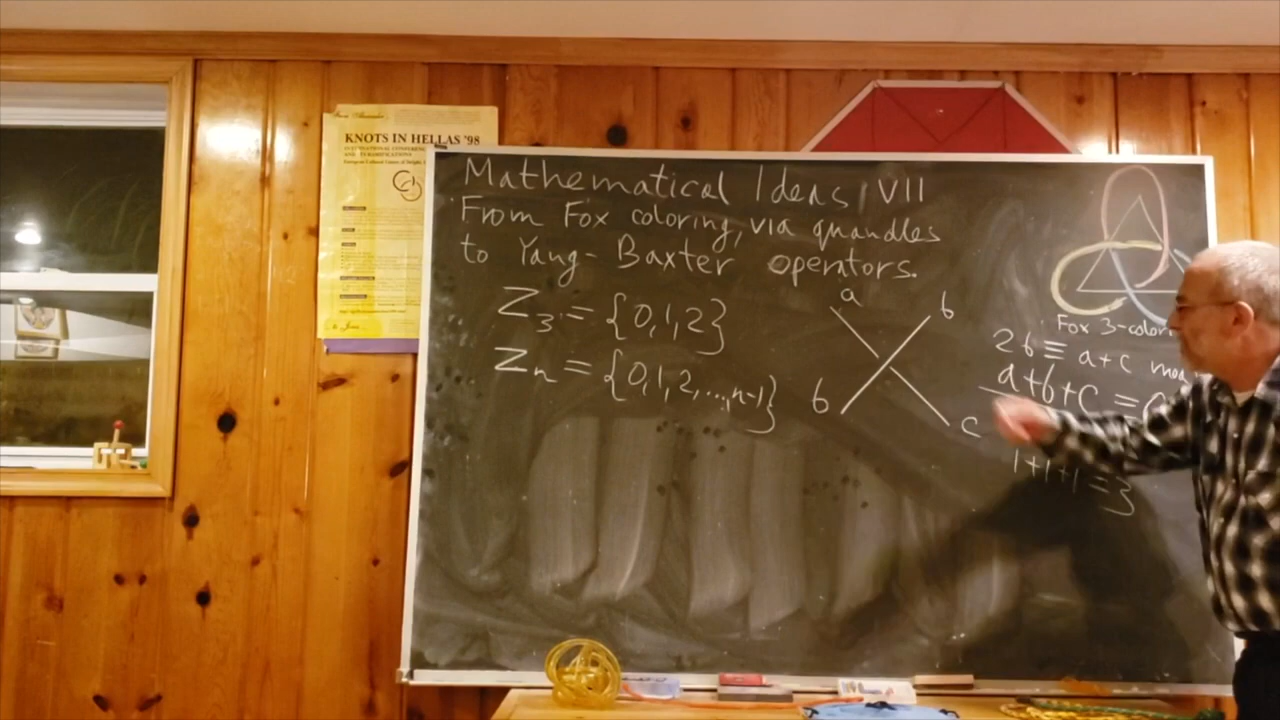 KNOTS IN HELLAS '98
Mathematical Ideas, VII
From Fox coloring, via quandles
to Yang-Baxter operators.
Z₃ = {0,1,2}
Zₙ = {0,1,2,...,n-1}
a
b
b
c
Fox 3-color
2b ≡ a+c mod
a+b+c = 0
1+1+1=3